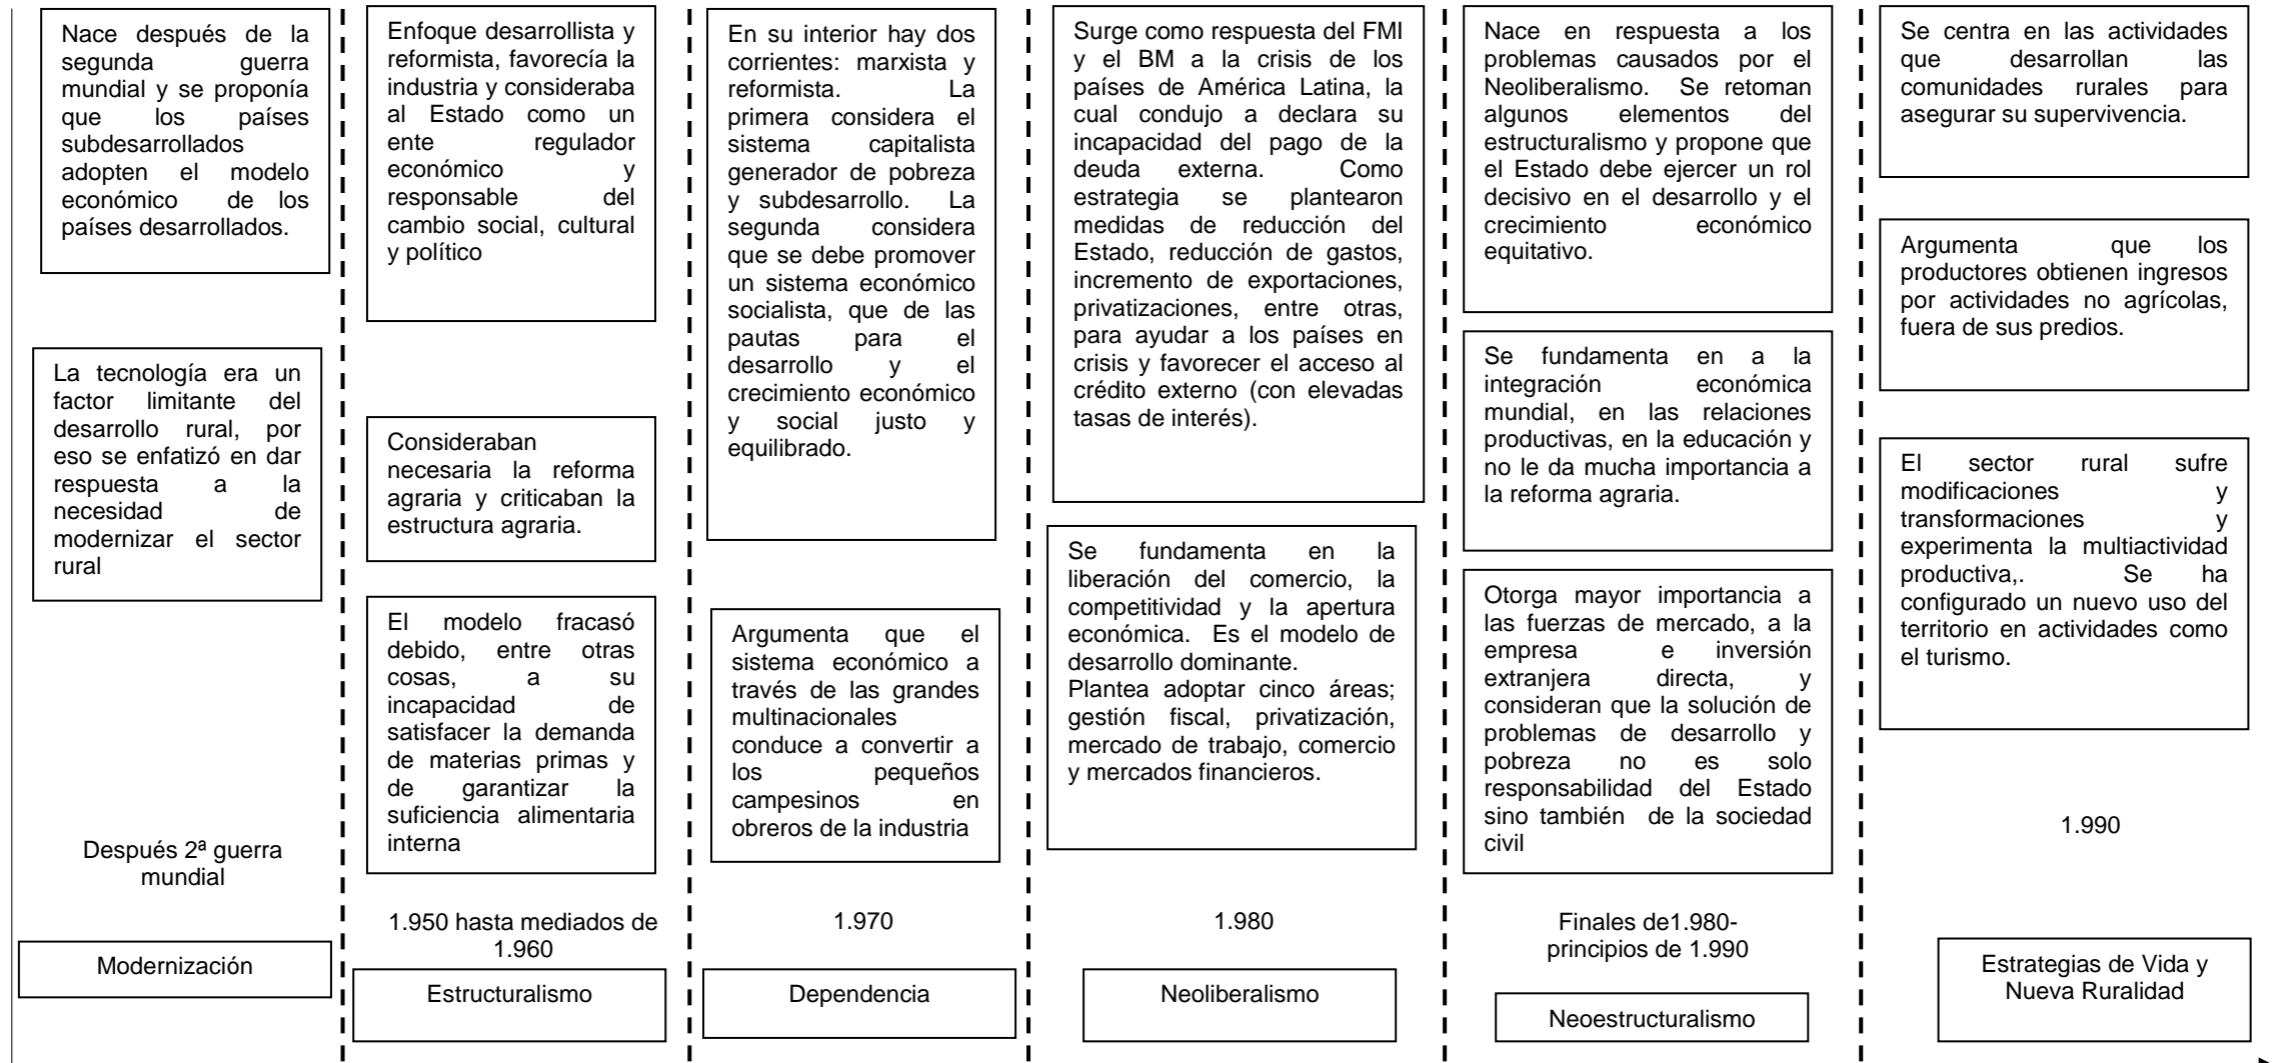 Nace después de la
segunda guerra
mundial y se proponía
que los países
subdesarrollados
adopten el modelo
económico de los
países desarrollados.
La tecnología era un
factor limitante del
desarrollo rural, por
eso se enfatizó en dar
respuesta a la
necesidad de
modernizar el sector
rural
Después 2ª guerra
mundial
Modernización
Enfoque desarrollista y
reformista, favorecía la
industria y consideraba
al Estado como un
ente regulador
económico y
responsable del
cambio social, cultural
y político
Consideraban
necesaria la reforma
agraria y criticaban la
estructura agraria.
El modelo fracasó
debido, entre otras
cosas, a su
incapacidad de
satisfacer la demanda
de materias primas y
de garantizar la
suficiencia alimentaria
interna
1.950 hasta mediados de
1.960
Estructuralismo
En su interior hay dos
corrientes: marxista y
reformista. La
primera considera el
sistema capitalista
generador de pobreza
y subdesarrollo. La
segunda considera
que se debe promover
un sistema económico
socialista, que de las
pautas para el
desarrollo y el
crecimiento económico
y social justo y
equilibrado.
Argumenta que el
sistema económico a
través de las grandes
multinacionales
conduce a convertir a
los pequeños
campesinos en
obreros de la industria
1.970
Dependencia
Surge como respuesta del FMI
y el BM a la crisis de los
países de América Latina, la
cual condujo a declara su
incapacidad del pago de la
deuda externa. Como
estrategia se plantearon
medidas de reducción del
Estado, reducción de gastos,
incremento de exportaciones,
privatizaciones, entre otras,
para ayudar a los países en
crisis y favorecer el acceso al
crédito externo (con elevadas
tasas de interés).
Se fundamenta en la
liberación del comercio, la
competitividad y la apertura
económica. Es el modelo de
desarrollo dominante.
Plantea adoptar cinco áreas;
gestión fiscal, privatización,
mercado de trabajo, comercio
y mercados financieros.
1.980
Neoliberalismo
Nace en respuesta a los
problemas causados por el
Neoliberalismo. Se retoman
algunos elementos del
estructuralismo y propone que
el Estado debe ejercer un rol
decisivo en el desarrollo y el
crecimiento económico
equitativo.
Se fundamenta en a la
integración económica
mundial, en las relaciones
productivas, en la educación y
no le da mucha importancia a
la reforma agraria.
Otorga mayor importancia a
las fuerzas de mercado, a la
empresa e inversión
extranjera directa, y
consideran que la solución de
problemas de desarrollo y
pobreza no es solo
responsabilidad del Estado
sino también de la sociedad
civil
Finales de1.980-
principios de 1.990
Neoestructuralismo
Se centra en las actividades
que desarrollan las
comunidades rurales para
asegurar su supervivencia.
Argumenta que los
productores obtienen ingresos
por actividades no agrícolas,
fuera de sus predios.
El sector rural sufre
modificaciones y
transformaciones y
experimenta la multiactividad
productiva,. Se ha
configurado un nuevo uso del
territorio en actividades como
el turismo.
1.990
Estrategias de Vida y
Nueva Ruralidad